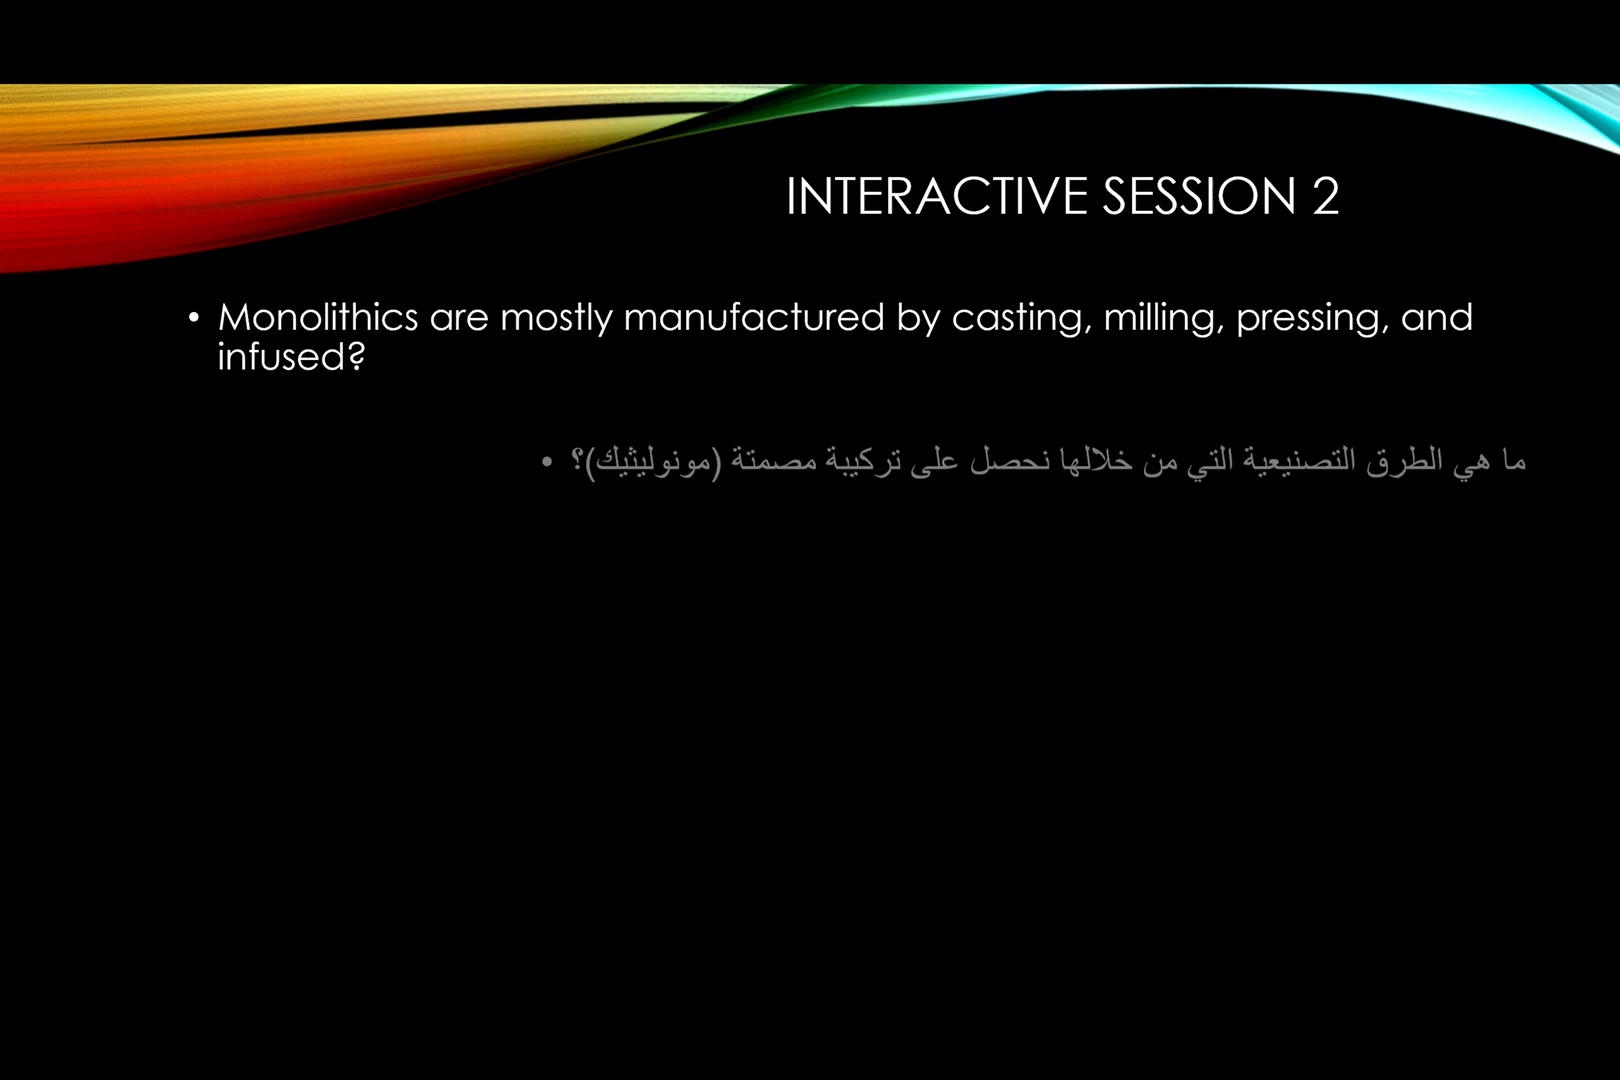 INTERACTIVE SESSION 2
• Monolithics are mostly manufactured by casting, milling, pressing, and
infused?
• ما هي الطرق التصنيعية التي من خلالها نحصل على تركيبة مصمتة (مونوليثيك)؟